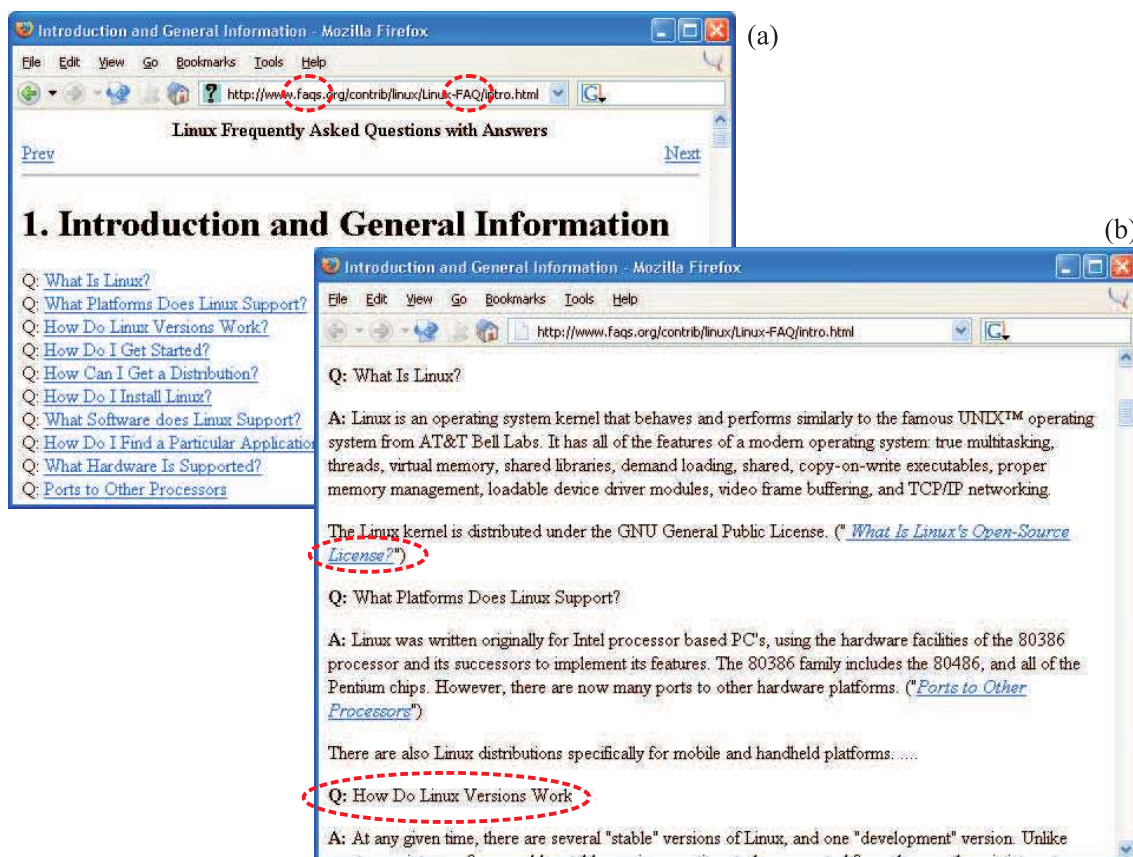 (a)
Introduction and General Information - Mozilla Firefox
File Edit View Go Bookmarks Tools Help
? http://www.faqs.org/contrib/linux/Linux-FAQ/intro.html G
Linux Frequently Asked Questions with Answers
Prev Next
1. Introduction and General Information
Q: What Is Linux?
Q: What Platforms Does Linux Support?
Q: How Do Linux Versions Work?
Q: How Do I Get Started?
Q: How Can I Get a Distribution?
Q: How Do I Install Linux?
Q: What Software does Linux Support?
Q: How Do I Find a Particular Application
Q: What Hardware Is Supported?
Q: Ports to Other Processors
(b)
Introduction and General Information - Mozilla Firefox
File Edit View Go Bookmarks Tools Help
http://www.faqs.org/contrib/linux/Linux-FAQ/intro.html G
Q: What Is Linux?
A: Linux is an operating system kernel that behaves and performs similarly to the famous UNIX™ operating
system from AT&T Bell Labs. It has all of the features of a modern operating system: true multitasking,
threads, virtual memory, shared libraries, demand loading, shared, copy-on-write executables, proper
memory management, loadable device driver modules, video frame buffering, and TCP/IP networking.
The Linux kernel is distributed under the GNU General Public License. (" What Is Linux's Open-Source
License?")
Q: What Platforms Does Linux Support?
A: Linux was written originally for Intel processor based PC's, using the hardware facilities of the 80386
processor and its successors to implement its features. The 80386 family includes the 80486, and all of the
Pentium chips. However, there are now many ports to other hardware platforms. ("Ports to Other
Processors")
There are also Linux distributions specifically for mobile and handheld platforms. ....
Q: How Do Linux Versions Work
A: At any given time, there are several "stable" versions of Linux, and one "development" version. Unlike